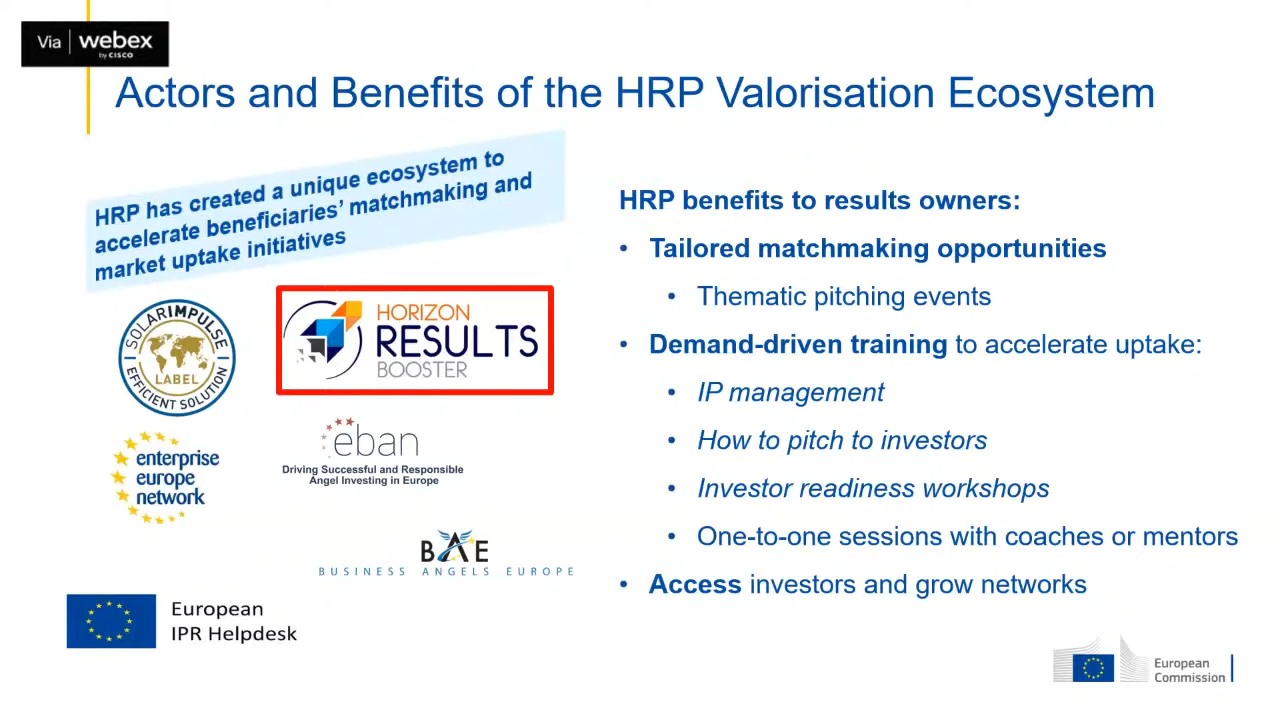 Via webex
by CISCO
Actors and Benefits of the HRP Valorisation Ecosystem
HRP has created a unique ecosystem to
accelerate beneficiaries' matchmaking and
market uptake initiatives
SOLARIMPULSE
LABEL
EFFICIENT SOLUTION
HORIZON
RESULTS
BOOSTER
enterprise
europe
network
eban
Driving Successful and Responsible
Angel Investing in Europe
BAE
BUSINESS ANGELS EUROPE
European
IPR Helpdesk
HRP benefits to results owners:
• Tailored matchmaking opportunities
• Thematic pitching events
• Demand-driven training to accelerate uptake:
• IP management
• How to pitch to investors
• Investor readiness workshops
• One-to-one sessions with coaches or mentors
• Access investors and grow networks
European
Commission